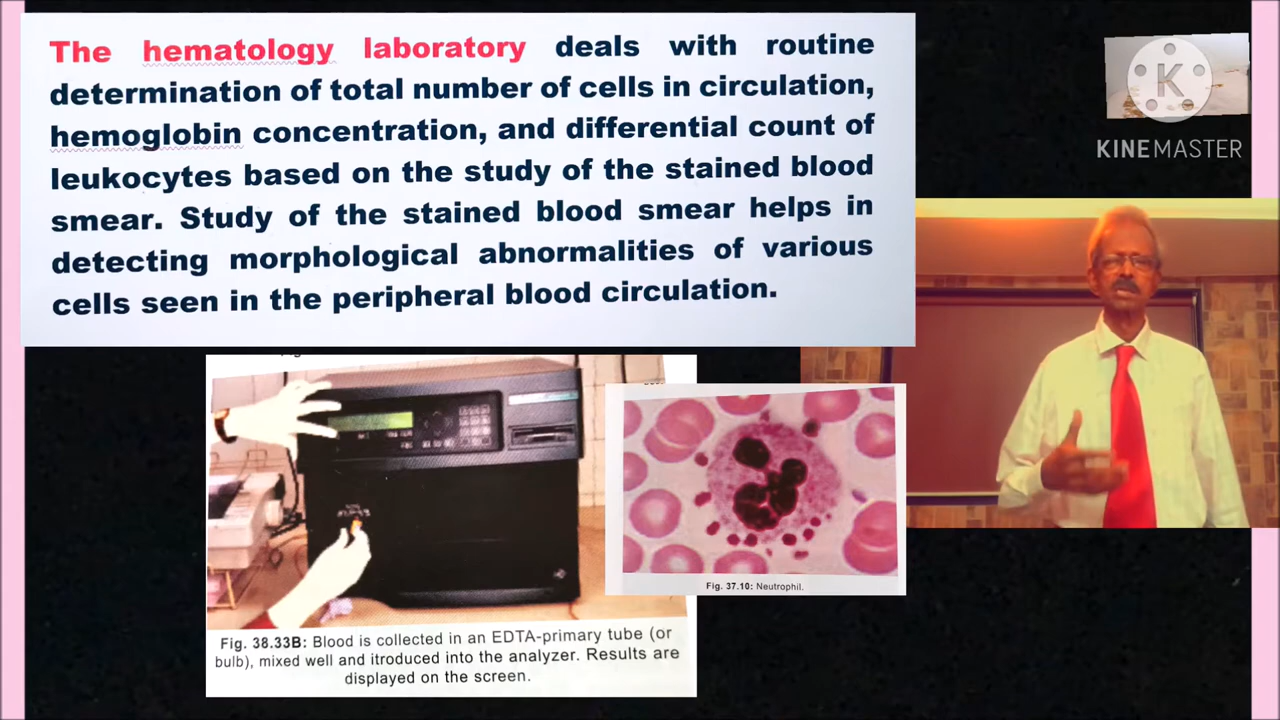 The hematology laboratory deals with routine
determination of total number of cells in circulation,
hemoglobin concentration, and differential count of
leukocytes based on the study of the stained blood
smear. Study of the stained blood smear helps in
detecting morphological abnormalities of various
cells seen in the peripheral blood circulation.
K
KINEMASTER
Fig. 37.10: Neutrophil.
Fig. 38.33B: Blood is collected in an EDTA-primary tube (or
bulb), mixed well and itroduced into the analyzer. Results are
displayed on the screen.